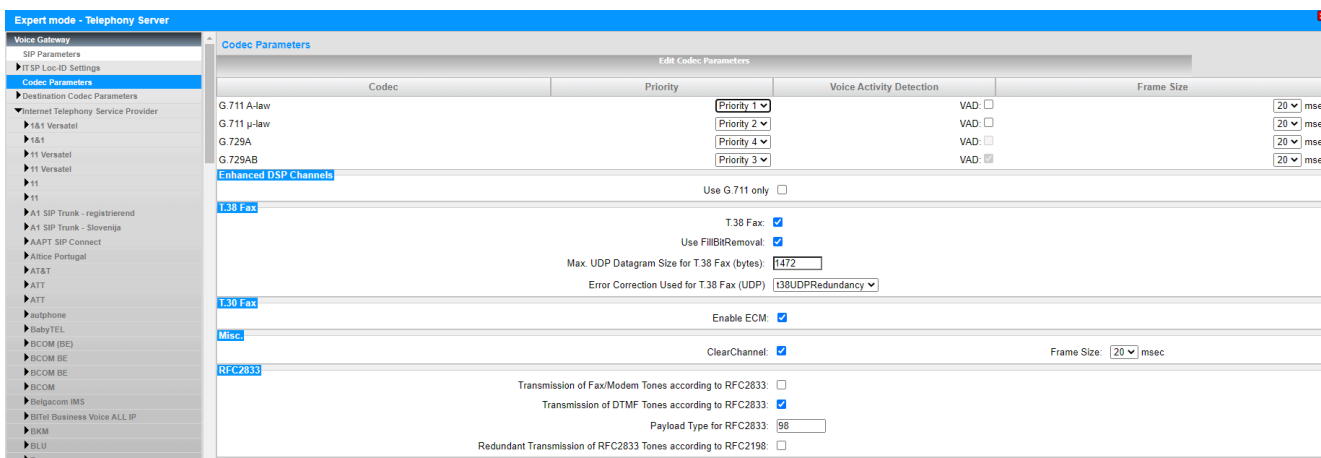 Expert mode - Telephony Server
Voice Gateway
SIP Parameters
ITSP Loc-ID Settings
Codec Parameters
Destination Codec Parameters
Internet Telephony Service Provider
1&1 Versatel
1&1
11 Versatel
11 Versatel
11
11
A1 SIP Trunk - registrierend
A1 SIP Trunk - Slovenija
AAPT SIP Connect
Altice Portugal
AT&T
ATT
ATT
autphone
BabyTEL
BCOM (BE)
BCOM BE
BCOM BE
BCOM
Belgacom IMS
BITel Business Voice ALL IP
BKM
BLU
Codec Parameters
Edit Codec Parameters
Codec Priority Voice Activity Detection Frame Size
G.711 A-law Priority 1 VAD: 20 msec
G.711 µ-law Priority 2 VAD: 20 msec
G.729A Priority 4 VAD: 20 msec
G.729AB Priority 3 VAD: 20 msec
Enhanced DSP Channels
Use G.711 only
T.38 Fax
T.38 Fax:
Use FillBitRemoval:
Max. UDP Datagram Size for T.38 Fax (bytes): 1472
Error Correction Used for T.38 Fax (UDP) t38UDPRedundancy
T.30 Fax
Enable ECM:
Misc.
ClearChannel: Frame Size: 20 msec
RFC2833
Transmission of Fax/Modem Tones according to RFC2833:
Transmission of DTMF Tones according to RFC2833:
Payload Type for RFC2833: 98
Redundant Transmission of RFC2833 Tones according to RFC2198: